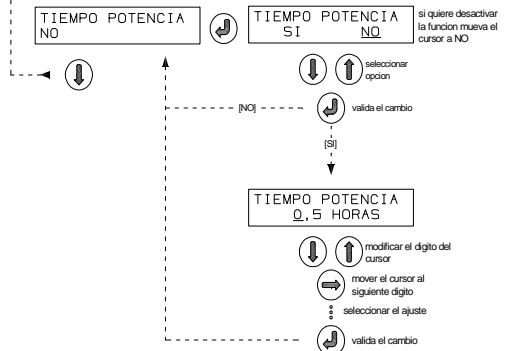 TIEMPO POTENCIA
NO
TIEMPO POTENCIA
SI NO
si quiere desactivar
la funcion mueva el
cursor a NO
seleccionar
opcion
[NO]
valida el cambio
[SI]
TIEMPO POTENCIA
0,5 HORAS
modificar el digito del
cursor
mover el cursor al
siguiente digito
seleccionar el ajuste
valida el cambio